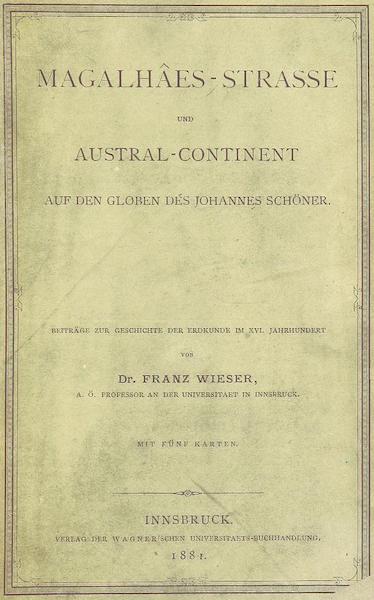 MAGALHÂES-STRASSE
UND
AUSTRAL-CONTINENT
AUF DEN GLOBEN DES JOHANNES SCHÖNER.
BEITRÄGE ZUR GESCHICHTE DER ERDKUNDE IM XVI. JAHRHUNDERT
VON
Dr. FRANZ WIESER,
A. Ö. PROFESSOR AN DER UNIVERSITAET IN INNSBRUCK.
MIT FÜNF KARTEN.
INNSBRUCK.
VERLAG DER WAGNER'SCHEN UNIVERSITAETS-BUCHHANDLUNG,
1881.